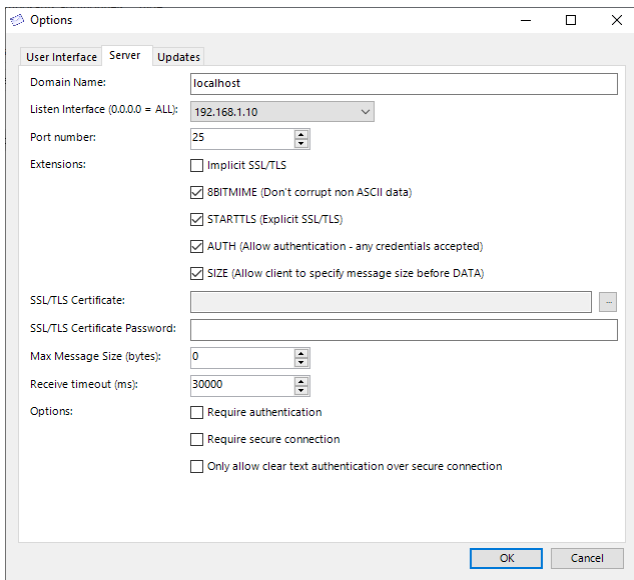 Options
User Interface Server Updates
Domain Name: localhost
Listen Interface (0.0.0.0 = ALL): 192.168.1.10
Port number: 25
Extensions: Implicit SSL/TLS
8BITMIME (Don't corrupt non ASCII data)
STARTTLS (Explicit SSL/TLS)
AUTH (Allow authentication - any credentials accepted)
SIZE (Allow client to specify message size before DATA)
SSL/TLS Certificate: ...
SSL/TLS Certificate Password:
Max Message Size (bytes): 0
Receive timeout (ms): 30000
Options: Require authentication
Require secure connection
Only allow clear text authentication over secure connection
OK Cancel